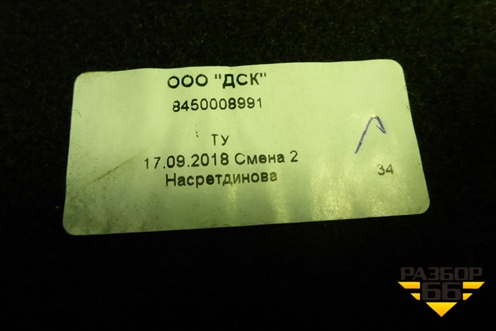 ООО "ДСК"
8450008991
ТУ
17.09.2018 Смена 2
Насретдинова
34
РАЗБОР
66